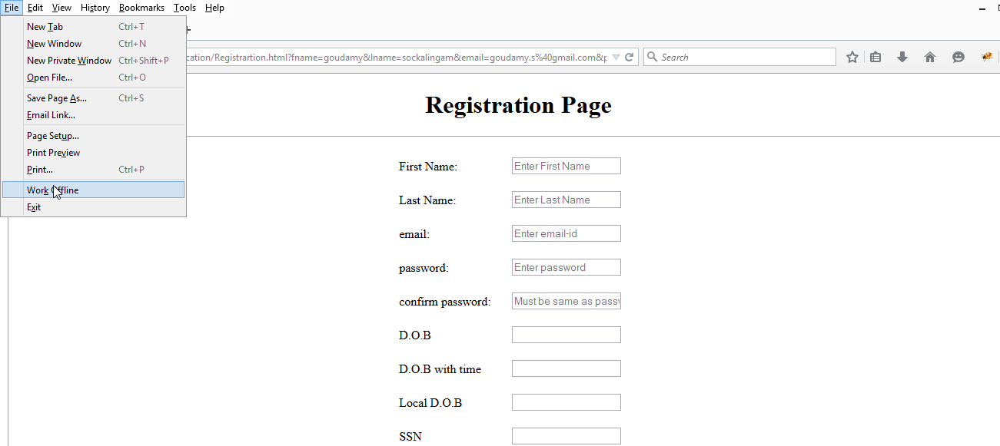 File Edit View History Bookmarks Tools Help
New Tab Ctrl+T
New Window Ctrl+N
New Private Window Ctrl+Shift+P
Open File... Ctrl+O
Save Page As... Ctrl+S
Email Link...
Page Setup...
Print Preview
Print... Ctrl+P
Work Offline
Exit
cation/Registrartion.html?fname=goudamy&lname=sockalingam&email=goudamy.s%40gmail.com&p
Search
Registration Page
First Name: Enter First Name
Last Name: Enter Last Name
email: Enter email-id
password: Enter password
confirm password: Must be same as passw
D.O.B
D.O.B with time
Local D.O.B
SSN